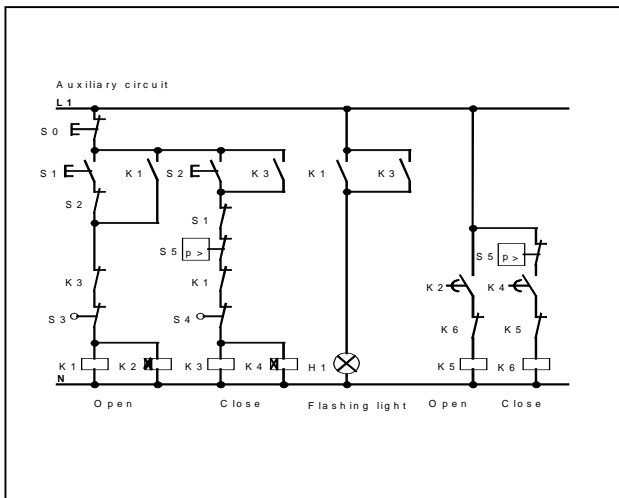 Auxiliary circuit
L1
S0
S1 K1 S2 K3 K1 K3
S2
S1
S5 p> S5 p>
K2 K4
K3 K1
S3 S4 K6 K5
K1 K2 K3 K4 H1 K5 K6
N
Open Close Flashing light Open Close